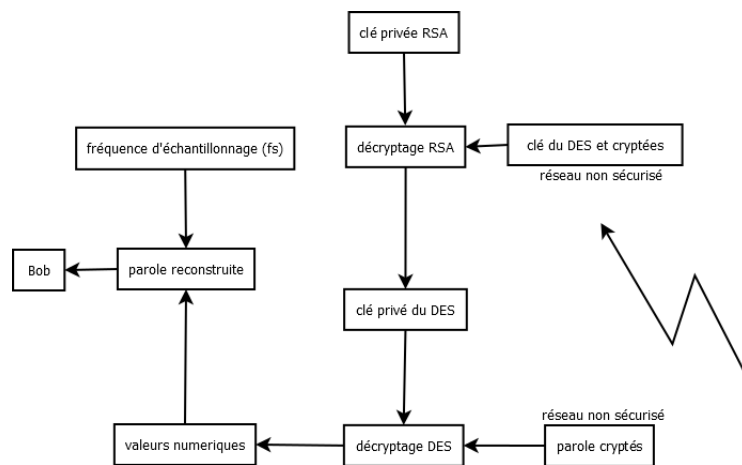 clé privée RSA
fréquence d'échantillonnage (fs)
décryptage RSA
clé du DES et cryptées
réseau non sécurisé
Bob
parole reconstruite
clé privé du DES
réseau non sécurisé
valeurs numeriques
décryptage DES
parole cryptés